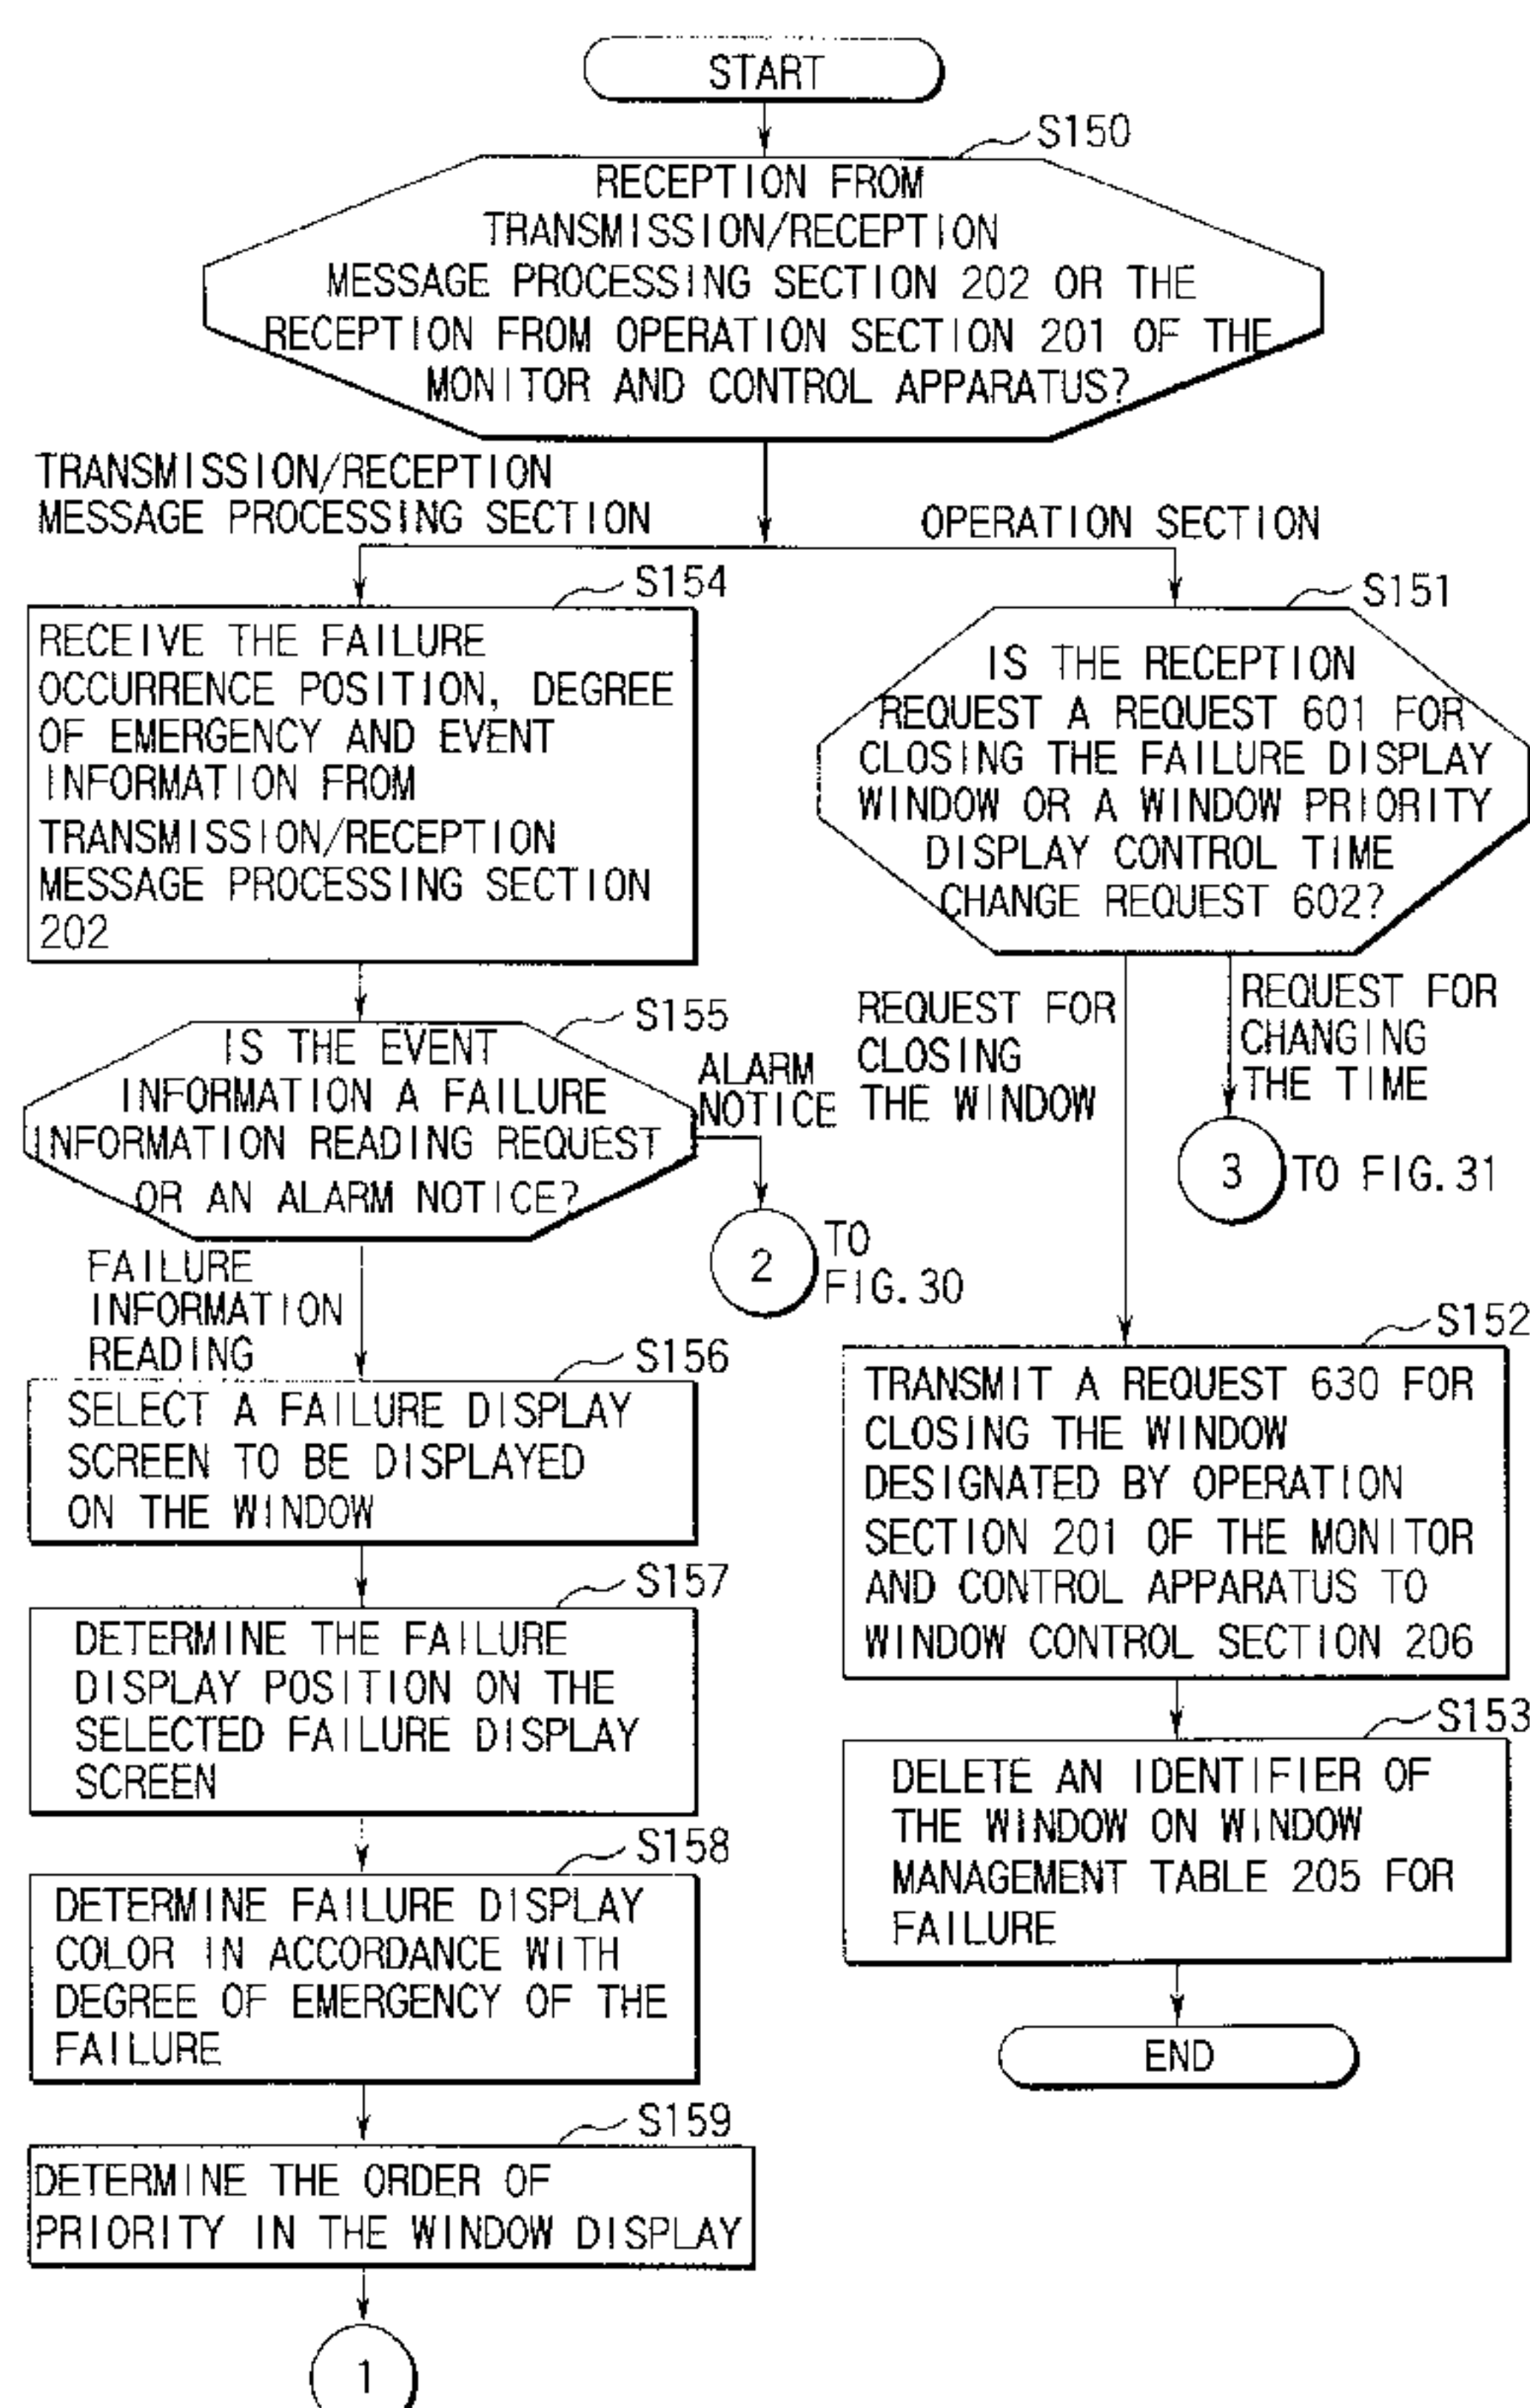 START
S150
RECEPTION FROM
TRANSMISSION/RECEPTION
MESSAGE PROCESSING SECTION 202 OR THE
RECEPTION FROM OPERATION SECTION 201 OF THE
MONITOR AND CONTROL APPARATUS?
TRANSMISSION/RECEPTION
MESSAGE PROCESSING SECTION
OPERATION SECTION
S154
RECEIVE THE FAILURE
OCCURRENCE POSITION, DEGREE
OF EMERGENCY AND EVENT
INFORMATION FROM
TRANSMISSION/RECEPTION
MESSAGE PROCESSING SECTION
202
S151
IS THE RECEPTION
REQUEST A REQUEST 601 FOR
CLOSING THE FAILURE DISPLAY
WINDOW OR A WINDOW PRIORITY
DISPLAY CONTROL TIME
CHANGE REQUEST 602?
S155
IS THE EVENT
INFORMATION A FAILURE
INFORMATION READING REQUEST
OR AN ALARM NOTICE?
ALARM
NOTICE
2
TO
FIG.30
REQUEST FOR
CLOSING
THE WINDOW
REQUEST FOR
CHANGING
THE TIME
3
TO FIG.31
FAILURE
INFORMATION
READING
S156
SELECT A FAILURE DISPLAY
SCREEN TO BE DISPLAYED
ON THE WINDOW
S152
TRANSMIT A REQUEST 630 FOR
CLOSING THE WINDOW
DESIGNATED BY OPERATION
SECTION 201 OF THE MONITOR
AND CONTROL APPARATUS TO
WINDOW CONTROL SECTION 206
S157
DETERMINE THE FAILURE
DISPLAY POSITION ON THE
SELECTED FAILURE DISPLAY
SCREEN
S153
DELETE AN IDENTIFIER OF
THE WINDOW ON WINDOW
MANAGEMENT TABLE 205 FOR
FAILURE
S158
DETERMINE FAILURE DISPLAY
COLOR IN ACCORDANCE WITH
DEGREE OF EMERGENCY OF THE
FAILURE
END
S159
DETERMINE THE ORDER OF
PRIORITY IN THE WINDOW DISPLAY
1